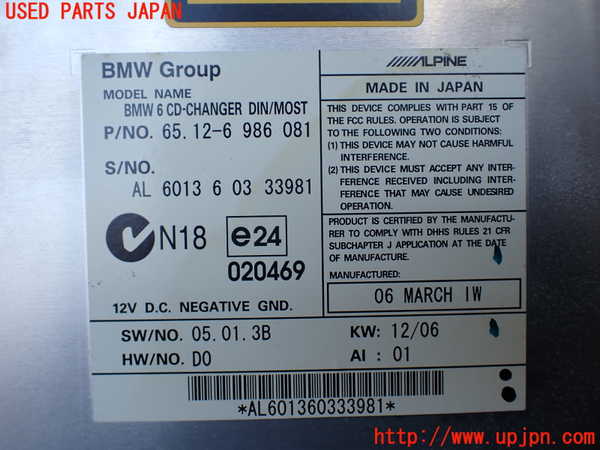 USED PARTS JAPAN
BMW Group
MODEL NAME
BMW 6 CD-CHANGER DIN/MOST
P/NO. 65.12-6 986 081
S/NO.
AL 6013 6 03 33981
N18
e24
020469
12V D.C. NEGATIVE GND.
ALPINE
MADE IN JAPAN
THIS DEVICE COMPLIES WITH PART 15 OF
THE FCC RULES. OPERATION IS SUBJECT
TO THE FOLLOWING TWO CONDITIONS:
(1) THIS DEVICE MAY NOT CAUSE HARMFUL
INTERFERENCE.
(2) THIS DEVICE MUST ACCEPT ANY INTER-
FERENCE RECEIVED INCLUDING INTER-
FERENCE THAT MAY CAUSE UNDESIRED
OPERATION.
PRODUCT IS CERTIFIED BY THE MANUFACTU-
RER TO COMPLY WITH DHHS RULES 21 CFR
SUBCHAPTER J APPLICATION AT THE DATE
OF MANUFACTURE.
MANUFACTURED:
06 MARCH IW
SW/NO. 05.01.3B
KW: 12/06
HW/NO. D0
AI : 01
*AL601360333981*
http://www.upjpn.com/